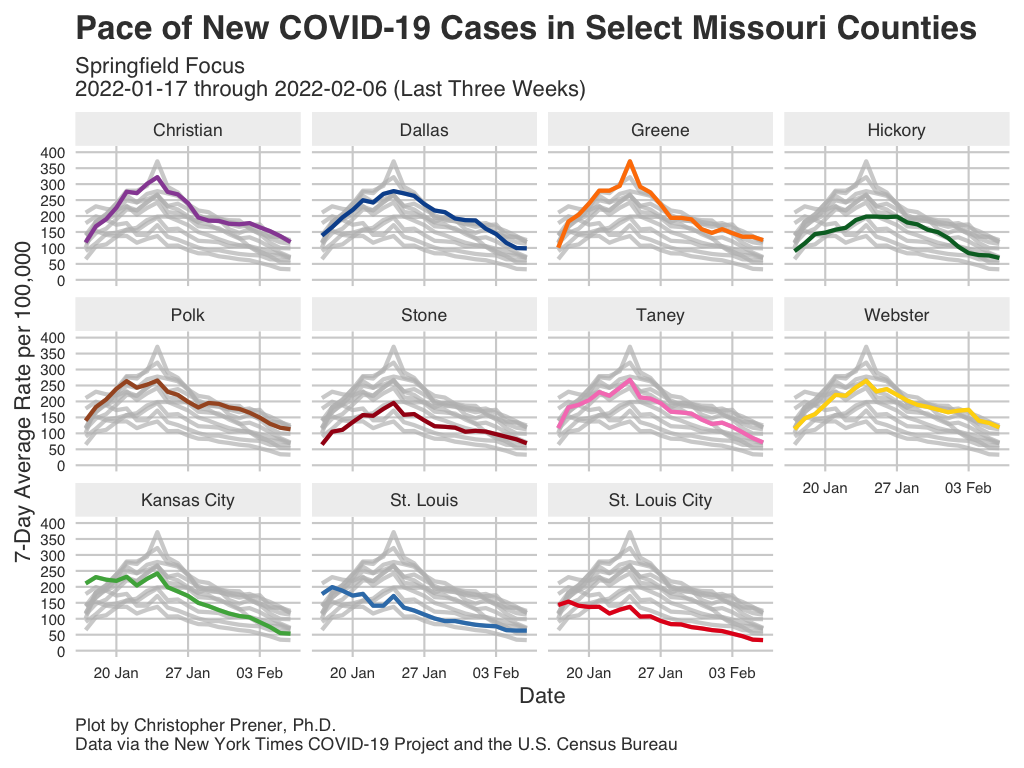 Pace of New COVID-19 Cases in Select Missouri Counties
Springfield Focus
2022-01-17 through 2022-02-06 (Last Three Weeks)
7-Day Average Rate per 100,000
Christian
Dallas
Greene
Hickory
400
350
300
250
200
150
100
50
0
Polk
Stone
Taney
Webster
400
350
300
250
200
150
100
50
0
20 Jan
27 Jan
03 Feb
Kansas City
St. Louis
St. Louis City
400
350
300
250
200
150
100
50
0
20 Jan
27 Jan
03 Feb
20 Jan
27 Jan
03 Feb
20 Jan
27 Jan
03 Feb
Date
Plot by Christopher Prener, Ph.D.
Data via the New York Times COVID-19 Project and the U.S. Census Bureau